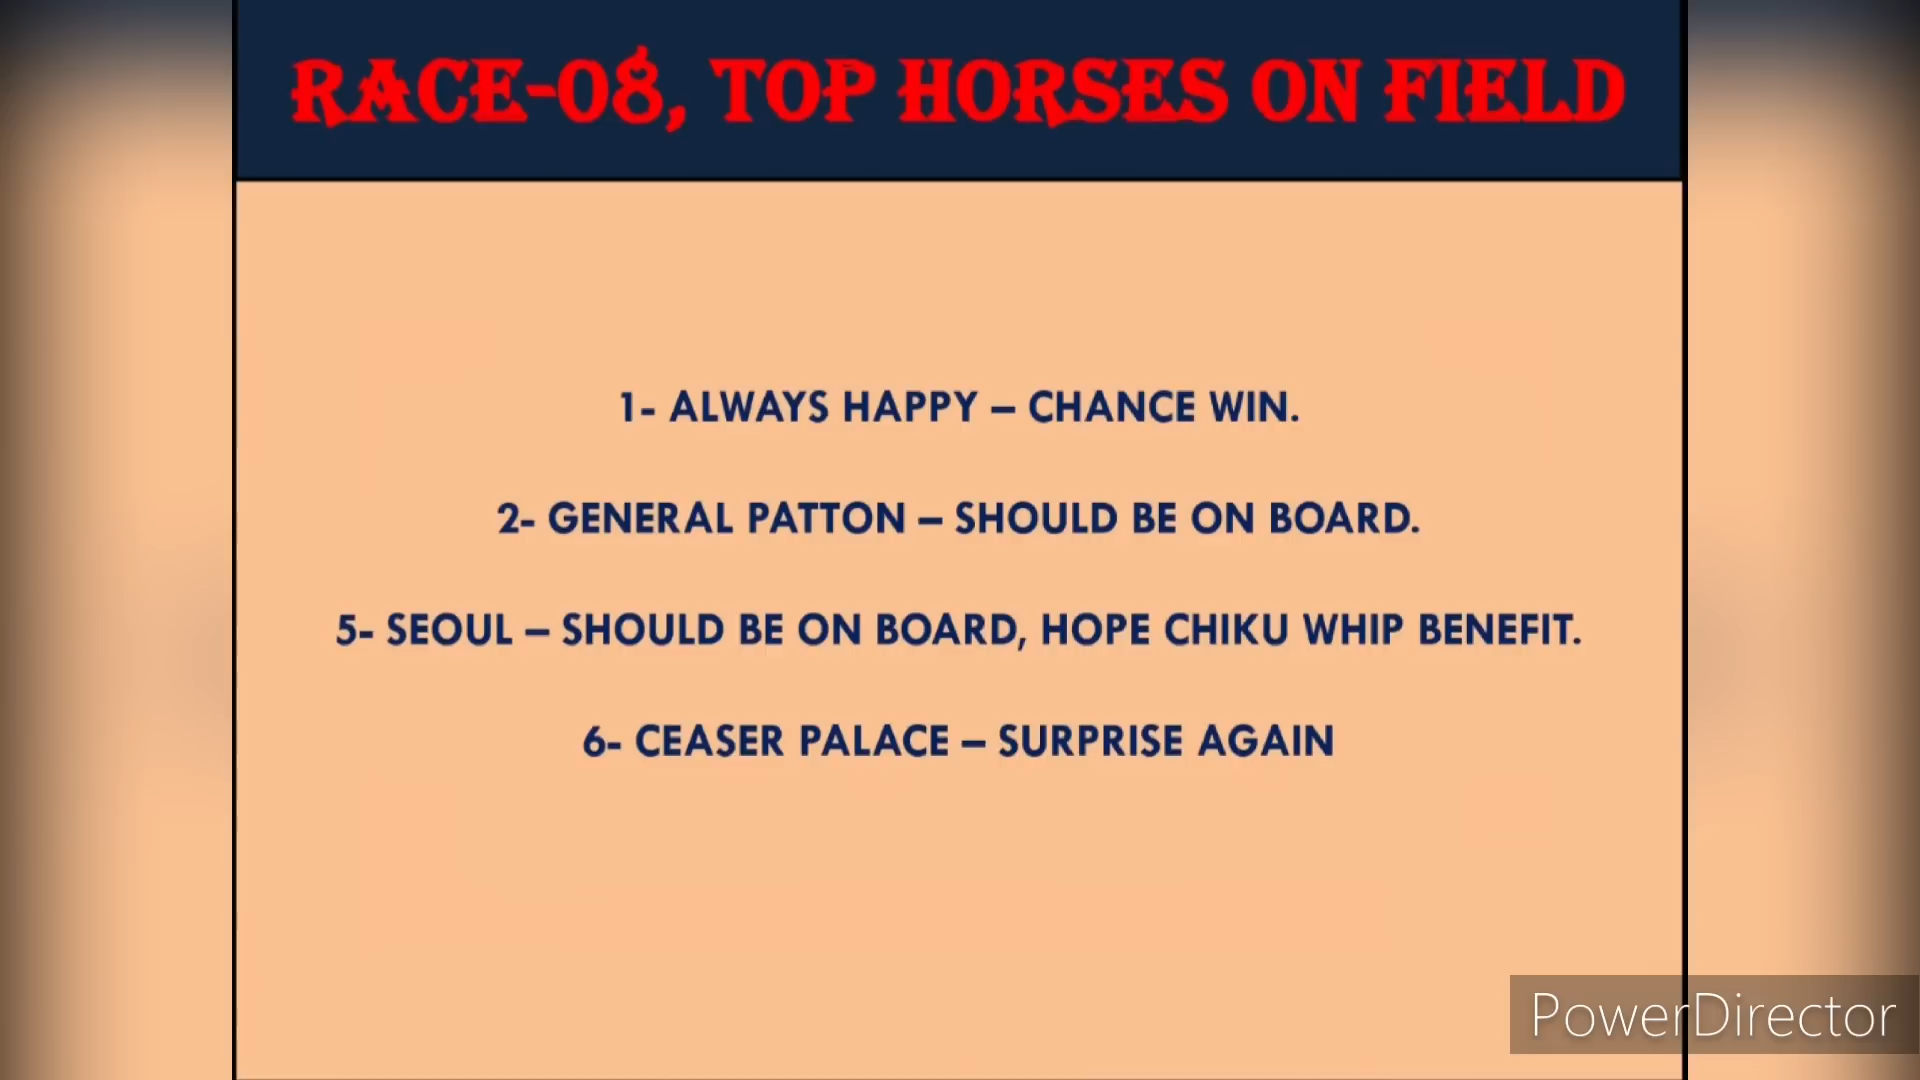 RACE-08, TOP HORSES ON FIELD
1- ALWAYS HAPPY – CHANCE WIN.
2- GENERAL PATTON – SHOULD BE ON BOARD.
5- SEOUL – SHOULD BE ON BOARD, HOPE CHIKU WHIP BENEFIT.
6- CEASER PALACE – SURPRISE AGAIN
PowerDirector